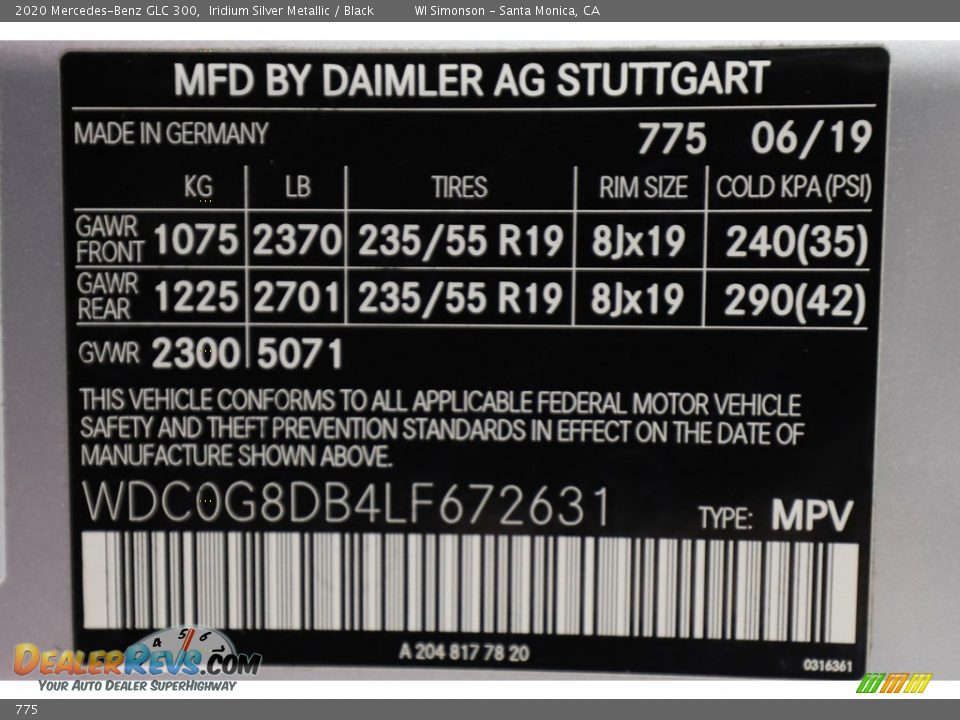 2020 Mercedes-Benz GLC 300, Iridium Silver Metallic / Black WI Simonson - Santa Monica, CA
MFD BY DAIMLER AG STUTTGART
MADE IN GERMANY 775 06/19
KG LB TIRES RIM SIZE COLD KPA (PSI)
GAWR FRONT 1075 2370 235/55 R19 8Jx19 240(35)
GAWR REAR 1225 2701 235/55 R19 8Jx19 290(42)
GVWR 2300 5071
THIS VEHICLE CONFORMS TO ALL APPLICABLE FEDERAL MOTOR VEHICLE
SAFETY AND THEFT PREVENTION STANDARDS IN EFFECT ON THE DATE OF
MANUFACTURE SHOWN ABOVE.
WDC0G8DB4LF672631 TYPE: MPV
A 204 817 78 20
0316361
4 5 6 7
DEALERREVS.COM
YOUR AUTO DEALER SUPERHIGHWAY
775